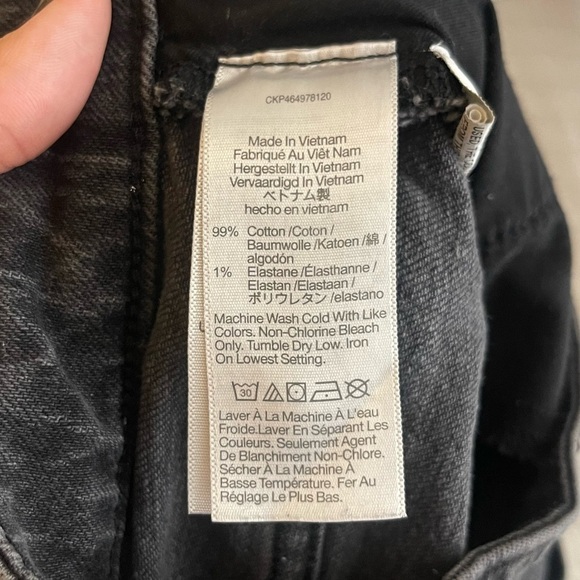 CKP464978120
Made In Vietnam
Fabriqué Au Viêt Nam
Hergestellt In Vietnam
Vervaardigd In Vietnam
ベトナム製
hecho en vietnam
99% Cotton /Coton /
Baumwolle /Katoen /綿 /
algodón
1% Elastane /Élasthanne /
Elastan /Elastaan /
ポリウレタン /elastano
Machine Wash Cold With Like
Colors. Non-Chlorine Bleach
Only. Tumble Dry Low. Iron
On Lowest Setting.
30
Laver À La Machine À L'eau
Froide.Laver En Séparant Les
Couleurs. Seulement Agent
De Blanchiment Non-Chlore.
Sécher À La Machine À
Basse Température. Fer Au
Réglage Le Plus Bas.